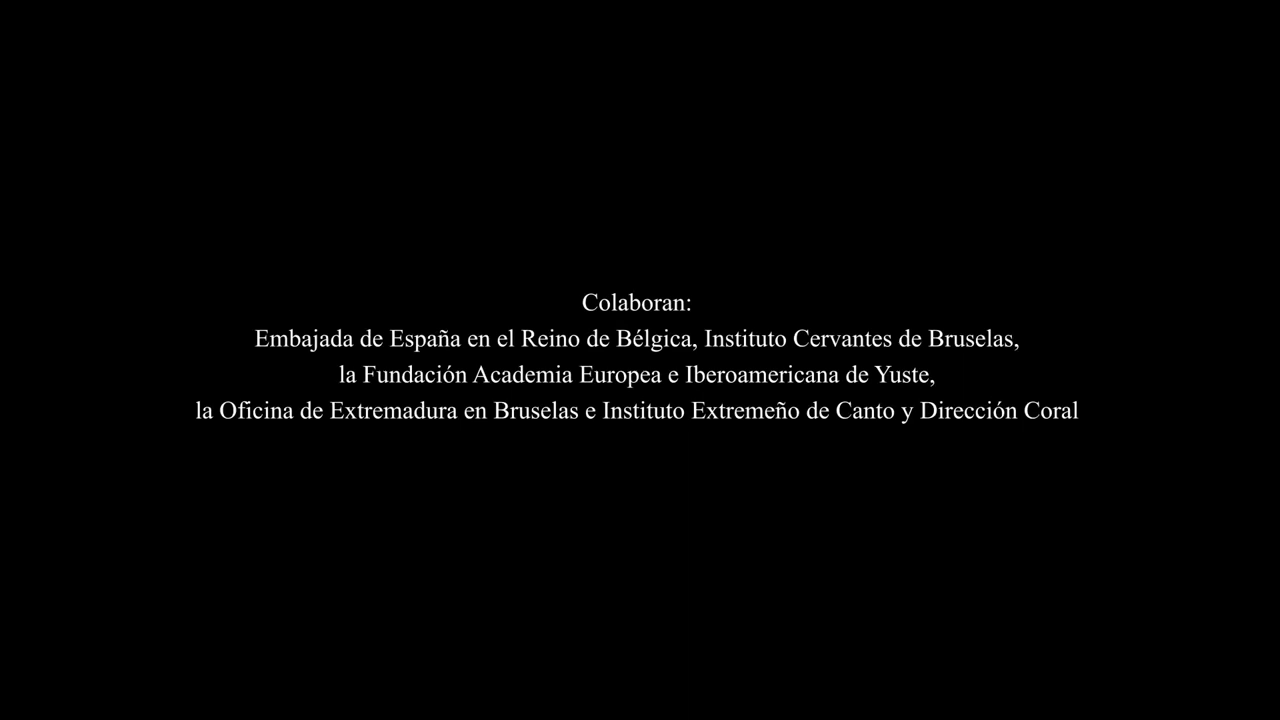 Colaboran:
Embajada de España en el Reino de Bélgica, Instituto Cervantes de Bruselas,
la Fundación Academia Europea e Iberoamericana de Yuste,
la Oficina de Extremadura en Bruselas e Instituto Extremeño de Canto y Dirección Coral